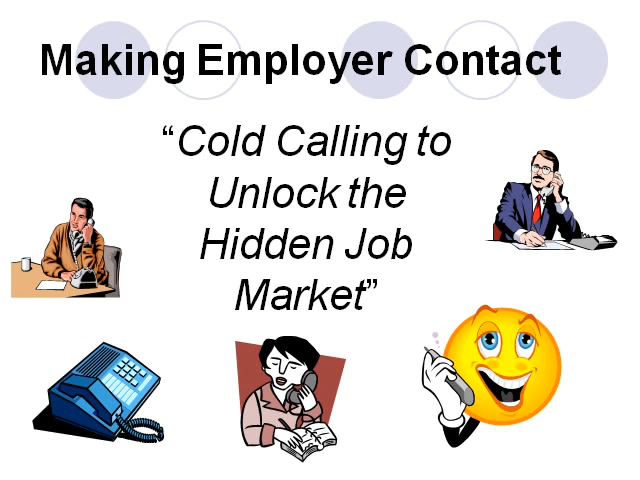 Making Employer Contact
“Cold Calling to
Unlock the
Hidden Job
Market”